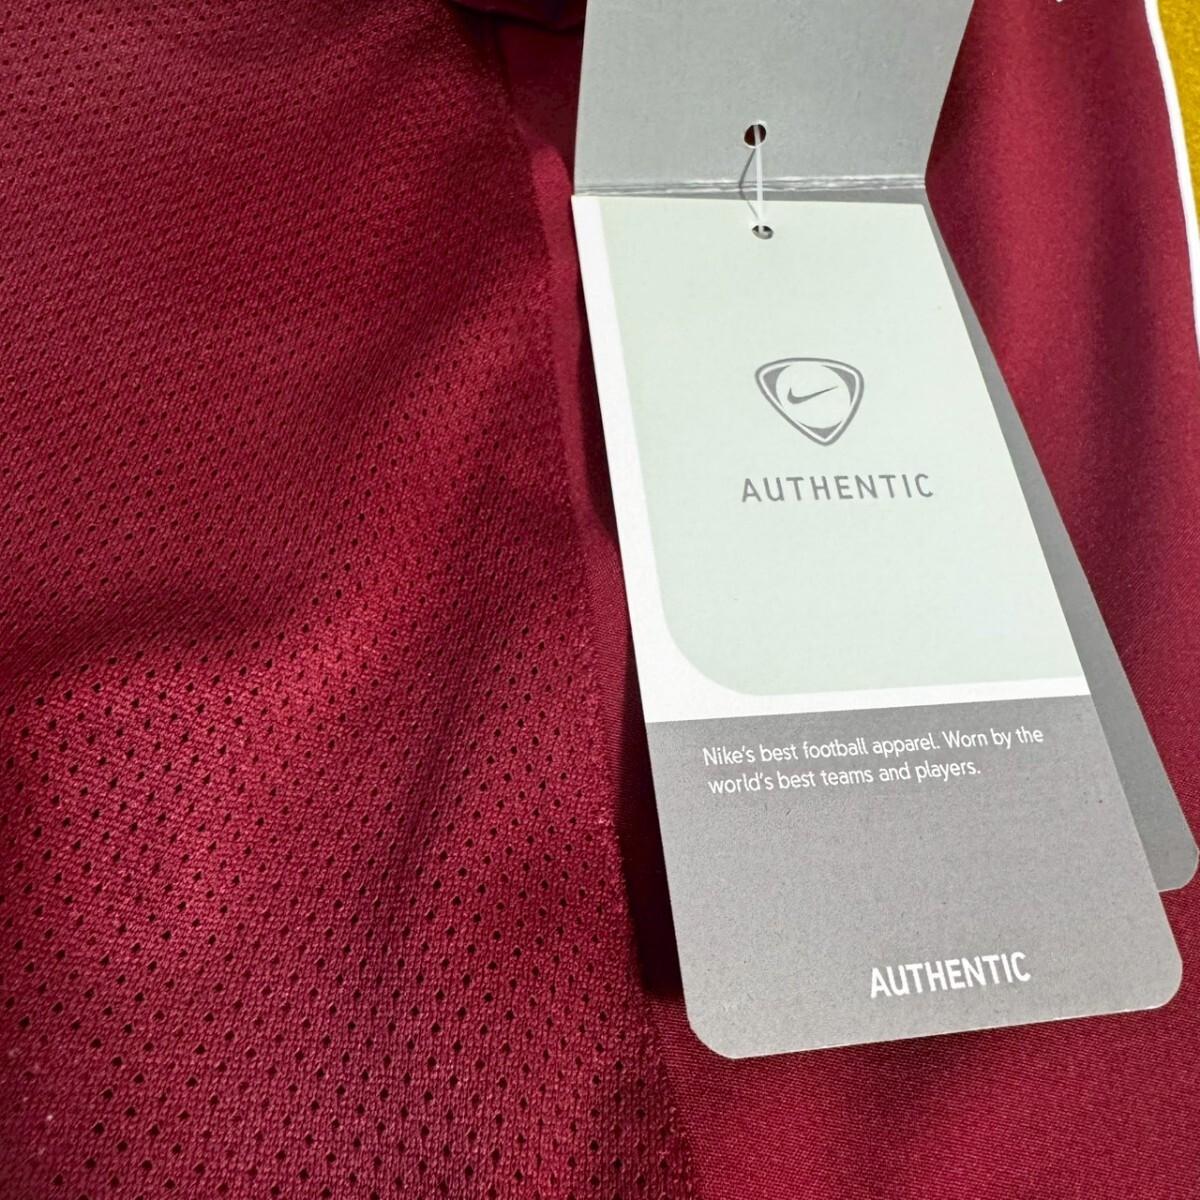 AUTHENTIC
Nike's best football apparel. Worn by the
world's best teams and players.
AUTHENTIC